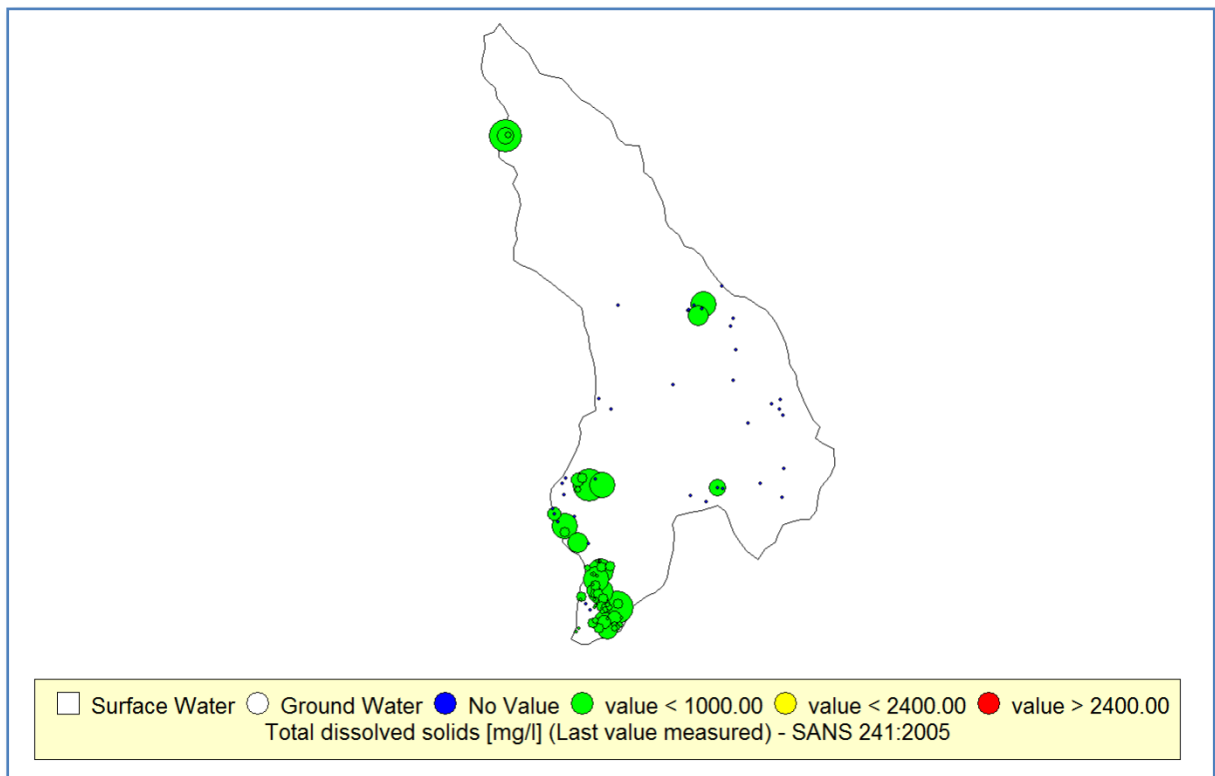 Surface Water Ground Water No Value value < 1000.00 value < 2400.00 value > 2400.00
Total dissolved solids [mg/l] (Last value measured) - SANS 241:2005